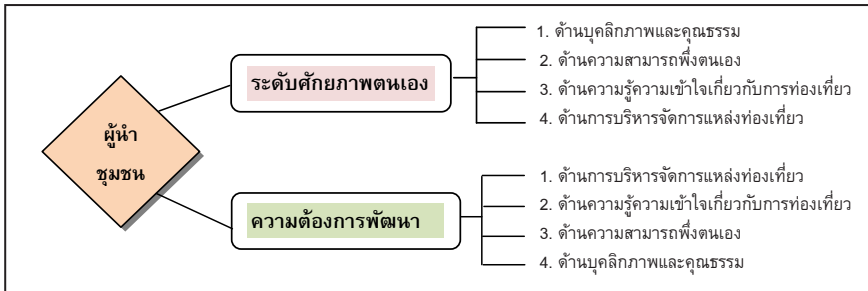 ผู้นำ
ชุมชน
ระดับศักยภาพตนเอง
1. ด้านบุคลิกภาพและคุณธรรม
2. ด้านความสามารถพึ่งตนเอง
3. ด้านความรู้ความเข้าใจเกี่ยวกับการท่องเที่ยว
4. ด้านการบริหารจัดการแหล่งท่องเที่ยว
ความต้องการพัฒนา
1. ด้านการบริหารจัดการแหล่งท่องเที่ยว
2. ด้านความรู้ความเข้าใจเกี่ยวกับการท่องเที่ยว
3. ด้านความสามารถพึ่งตนเอง
4. ด้านบุคลิกภาพและคุณธรรม